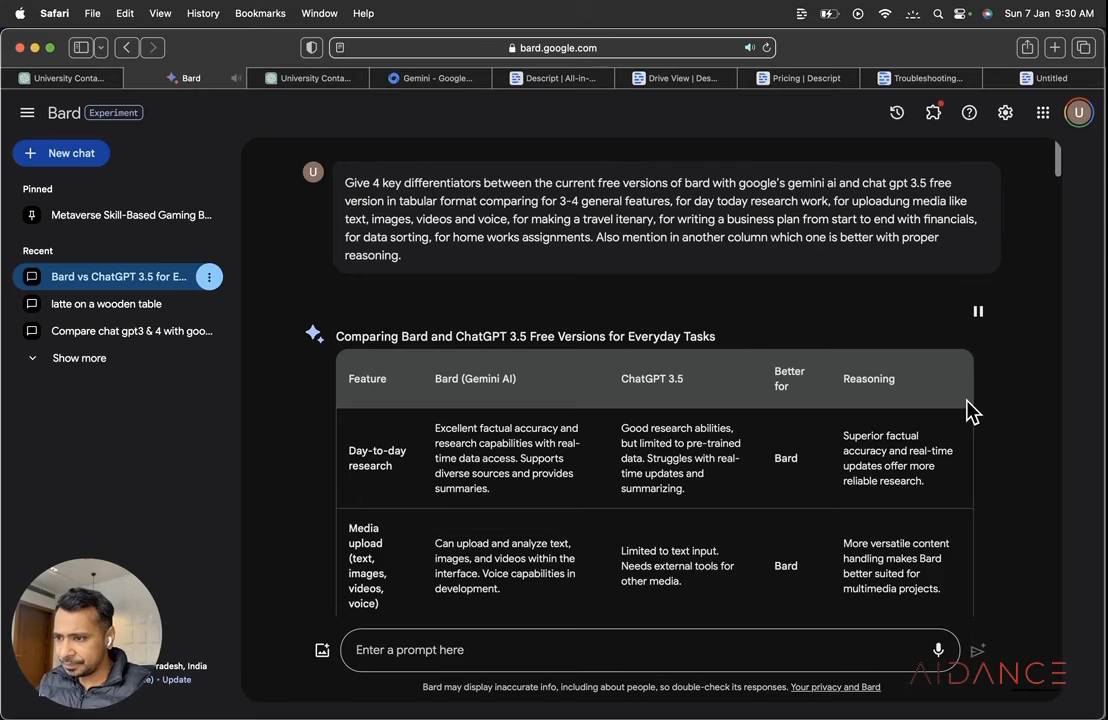 Safari File Edit View History Bookmarks Window Help Sun 7 Jan 9:30 AM
bard.google.com
University Conta... Bard University Conta... Gemini - Google... Descript | All-in-... Drive View | Des... Pricing | Descript Troubleshooting... Untitled
Bard Experiment
U
New chat
Pinned
Metaverse Skill-Based Gaming B...
Recent
Bard vs ChatGPT 3.5 for E...
latte on a wooden table
Compare chat gpt3 & 4 with goo...
Show more
U
Give 4 key differentiators between the current free versions of bard with google's gemini ai and chat gpt 3.5 free
version in tabular format comparing for 3-4 general features, for day today research work, for uploadung media like
text, images, videos and voice, for making a travel itenary, for writing a business plan from start to end with financials,
for data sorting, for home works assignments. Also mention in another column which one is better with proper
reasoning.
Comparing Bard and ChatGPT 3.5 Free Versions for Everyday Tasks
Feature
Bard (Gemini AI)
ChatGPT 3.5
Better
for
Reasoning
Day-to-day
research
Excellent factual accuracy and
research capabilities with real-
time data access. Supports
diverse sources and provides
summaries.
Good research abilities,
but limited to pre-trained
data. Struggles with real-
time updates and
summarizing.
Bard
Superior factual
accuracy and real-time
updates offer more
reliable research.
Media
upload
(text,
images,
videos,
voice)
Can upload and analyze text,
images, and videos within the
interface. Voice capabilities in
development.
Limited to text input.
Needs external tools for
other media.
Bard
More versatile content
handling makes Bard
better suited for
multimedia projects.
Enter a prompt here
Bard may display inaccurate info, including about people, so double-check its responses. Your privacy and Bard
radesh, India
• Update
AIDANCE